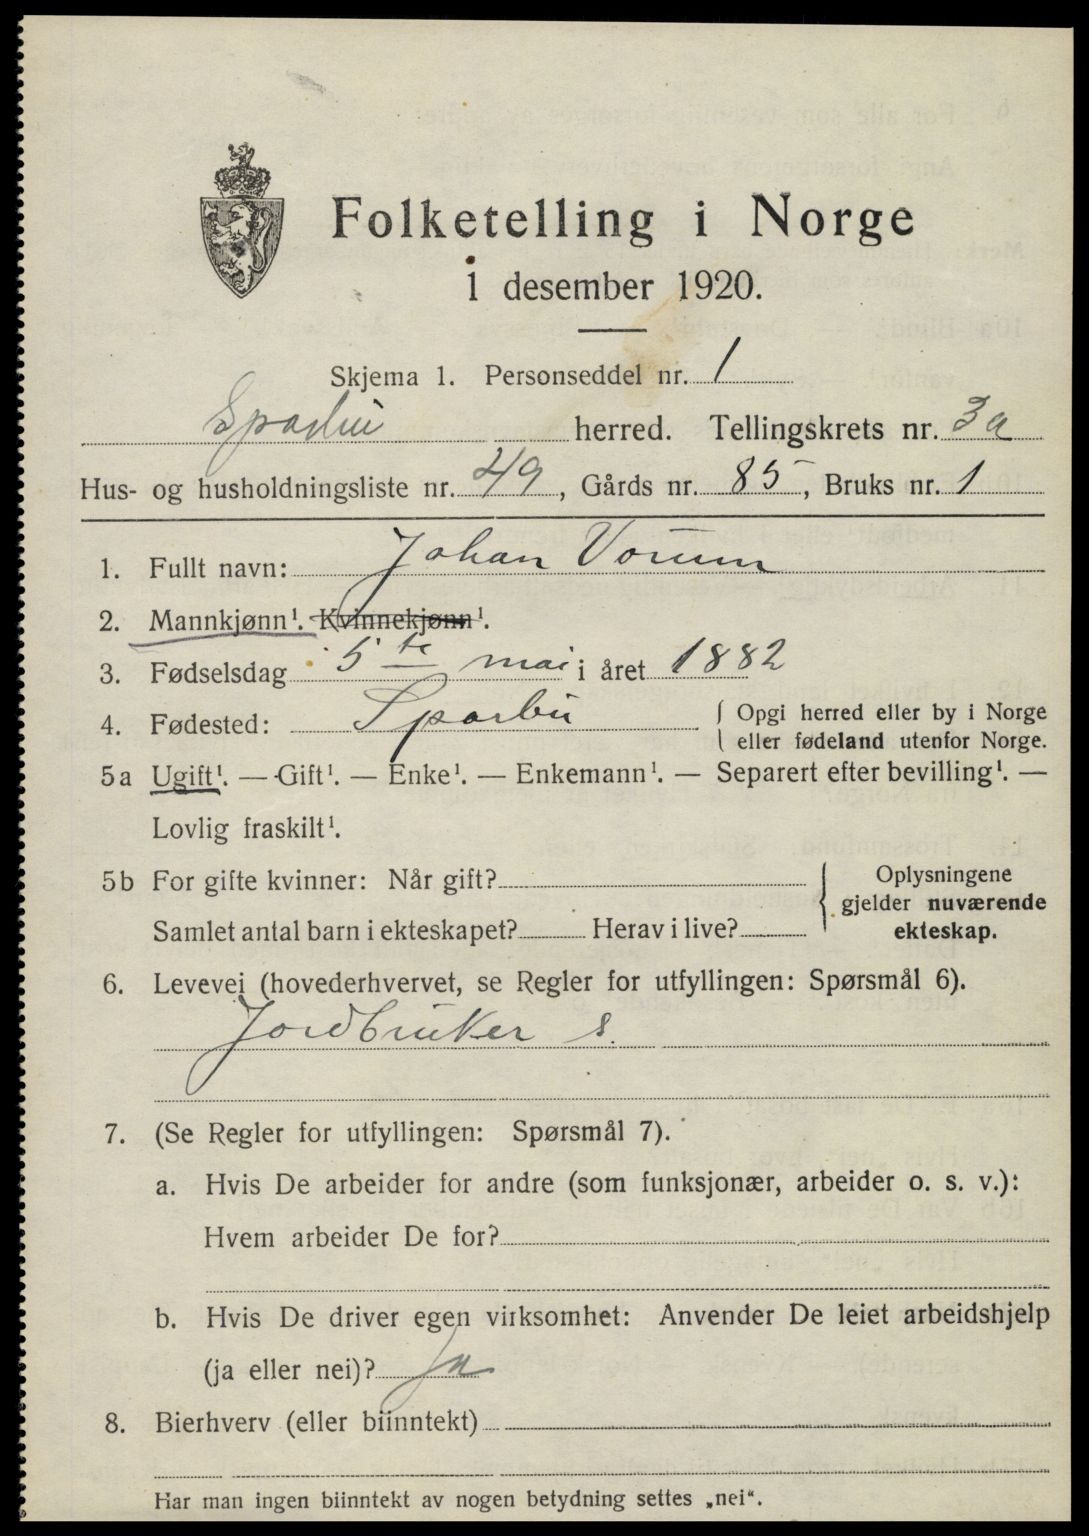 Folketelling i Norge
1 desember 1920.
Skjema 1. Personseddel nr. 1
Sparbu herred. Tellingskrets nr. 3a
Hus- og husholdningsliste nr. 49, Gårds nr. 85, Bruks nr. 1
1. Fullt navn: Johan Vorum
2. Mannkjønn¹. Kvinnekjønn¹.
3. Fødselsdag 5te mai i året 1882
4. Fødested: Sparbu { Opgi herred eller by i Norge
eller fødeland utenfor Norge.
5a Ugift¹. — Gift¹. — Enke¹. — Enkemann¹. — Separert efter bevilling¹. —
Lovlig fraskilt¹.
5b For gifte kvinner: Når gift? Oplysningene
gjelder nuværende
Samlet antal barn i ekteskapet? Herav i live? ekteskap.
6. Levevei (hovederhvervet, se Regler for utfyllingen: Spørsmål 6).
Jordbruker s.
7. (Se Regler for utfyllingen: Spørsmål 7).
a. Hvis De arbeider for andre (som funksjonær, arbeider o. s. v.):
Hvem arbeider De for?
b. Hvis De driver egen virksomhet: Anvender De leiet arbeidshjelp
(ja eller nei)? Ja
8. Bierhverv (eller biinntekt)
Har man ingen biinntekt av nogen betydning settes „nei“.